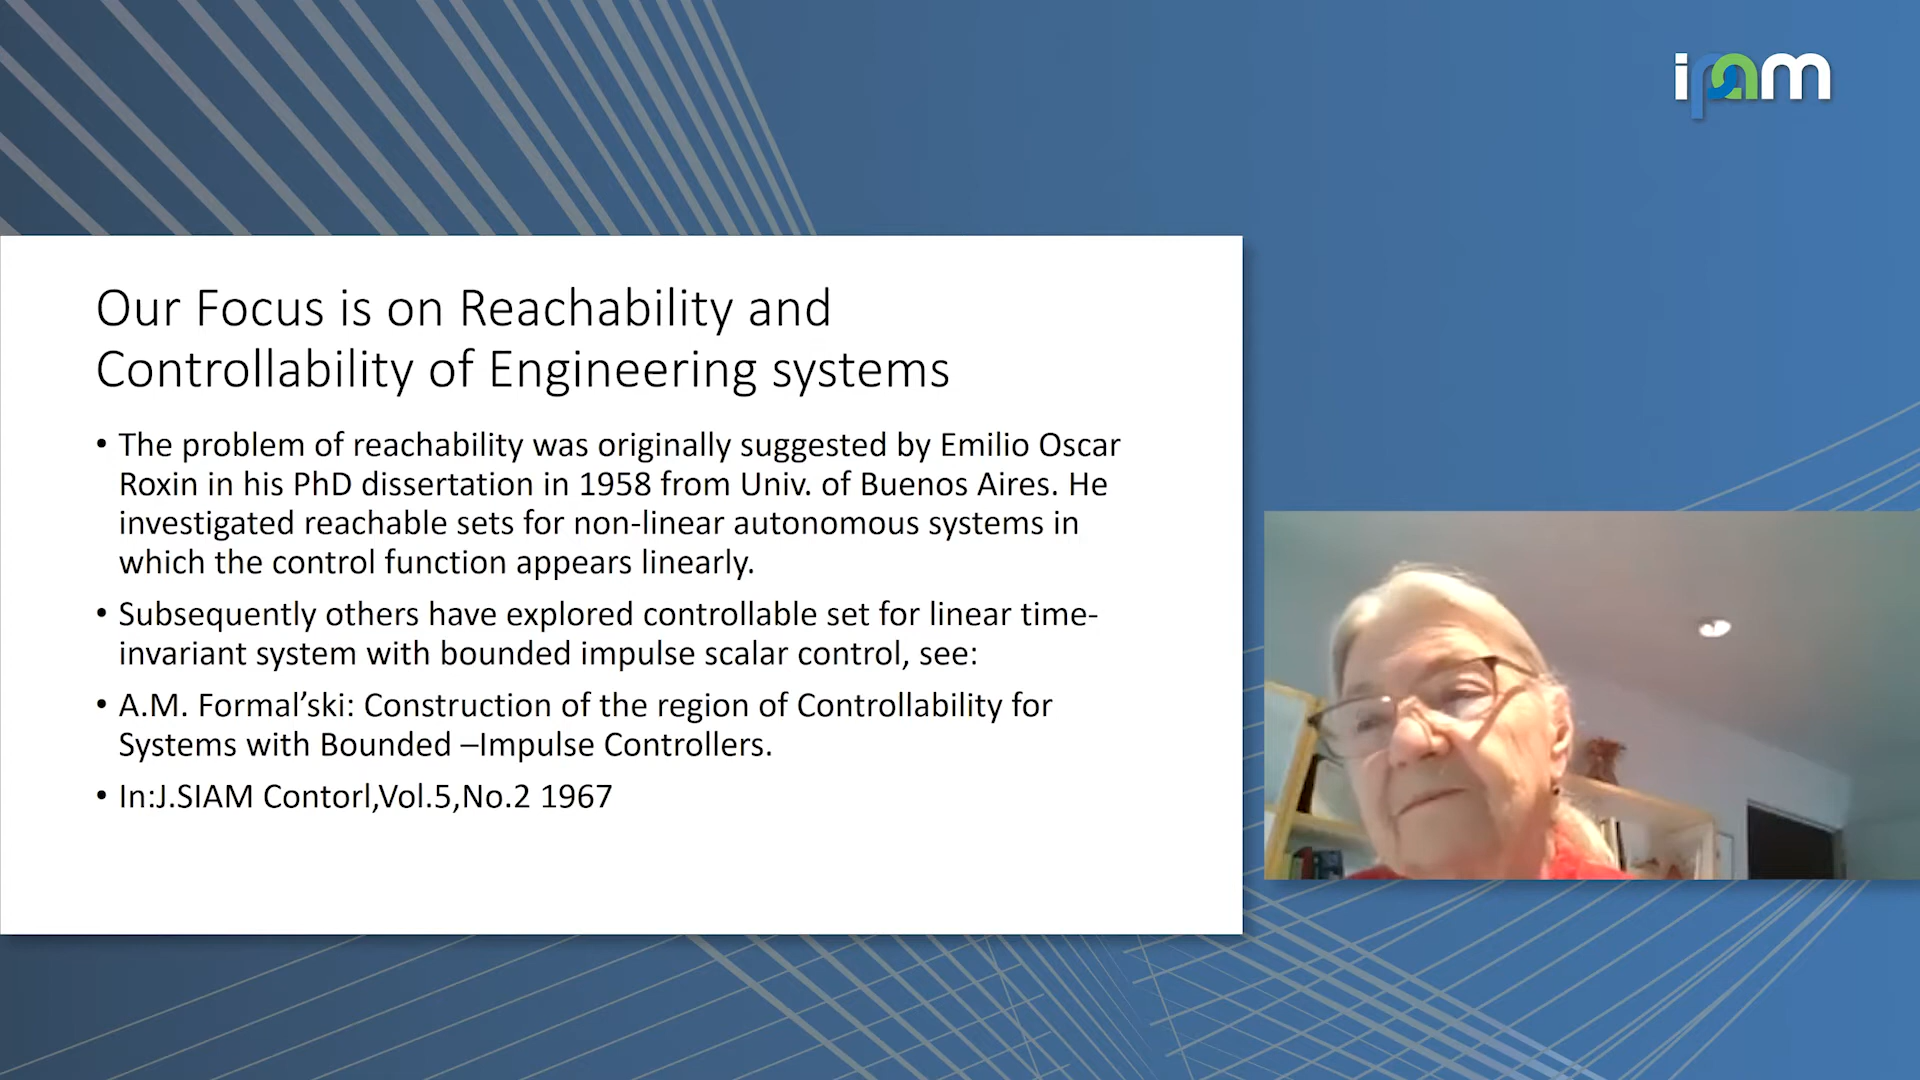 ipam
Our Focus is on Reachability and
Controllability of Engineering systems
• The problem of reachability was originally suggested by Emilio Oscar
Roxin in his PhD dissertation in 1958 from Univ. of Buenos Aires. He
investigated reachable sets for non-linear autonomous systems in
which the control function appears linearly.
• Subsequently others have explored controllable set for linear time-
invariant system with bounded impulse scalar control, see:
• A.M. Formal’ski: Construction of the region of Controllability for
Systems with Bounded –Impulse Controllers.
• In:J.SIAM Contorl,Vol.5,No.2 1967